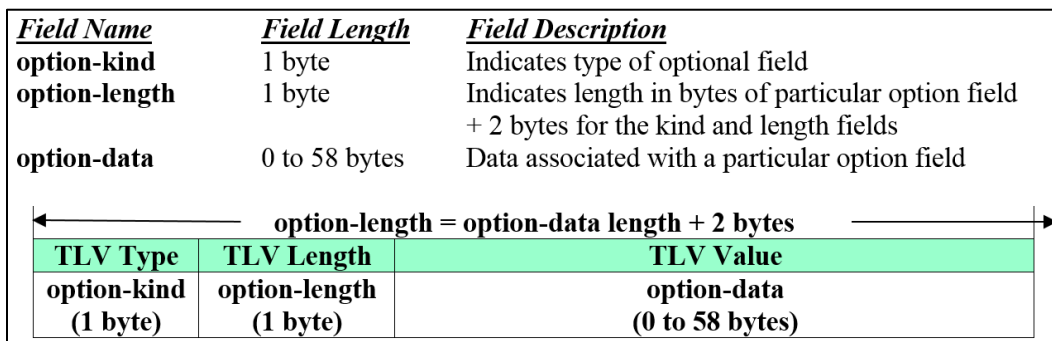 Field Name Field Length Field Description
option-kind 1 byte Indicates type of optional field
option-length 1 byte Indicates length in bytes of particular option field
+ 2 bytes for the kind and length fields
option-data 0 to 58 bytes Data associated with a particular option field
option-length = option-data length + 2 bytes
TLV Type TLV Length TLV Value
option-kind option-length option-data
(1 byte) (1 byte) (0 to 58 bytes)